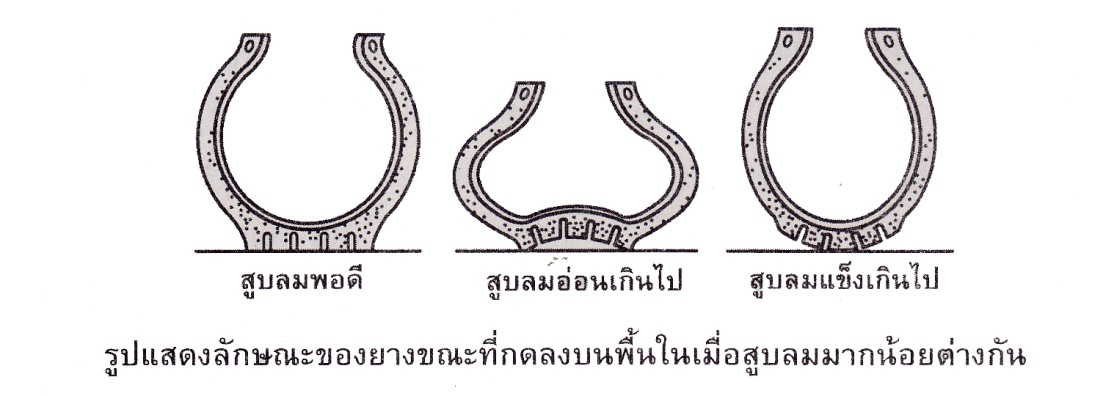 สูบลมพอดี
สูบลมอ่อนเกินไป
สูบลมแข็งเกินไป
รูปแสดงลักษณะของยางขณะที่กดลงบนพื้นในเมื่อสูบลมมากน้อยต่างกัน